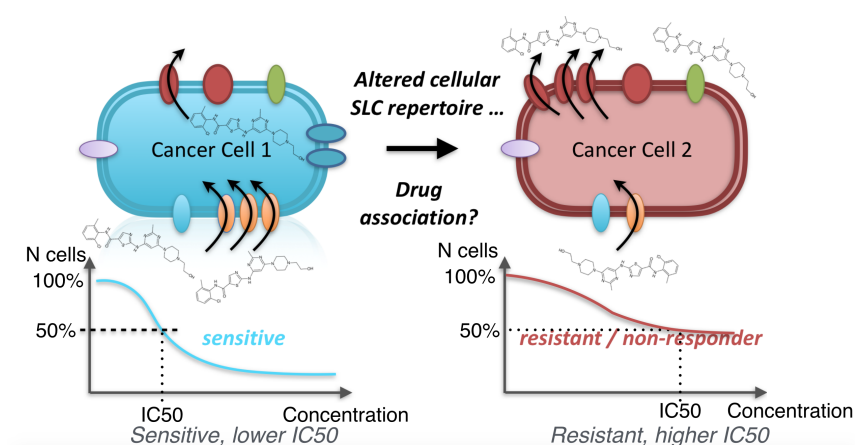 Altered cellular
SLC repertoire ...
Cancer Cell 1
Cancer Cell 2
Drug
association?
N cells
100%
50%
sensitive
IC50
Concentration
Sensitive, lower IC50
N cells
100%
50%
resistant / non-responder
IC50
Concentration
Resistant, higher IC50